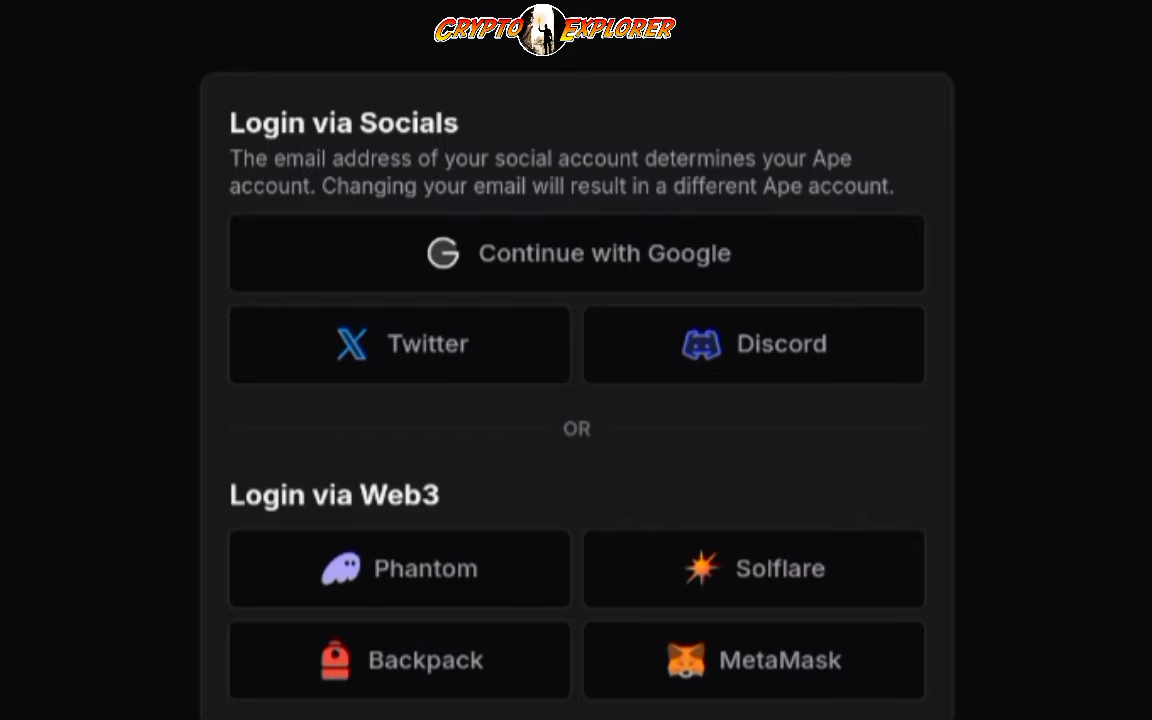 CRYPTO EXPLORER
Login via Socials
The email address of your social account determines your Ape
account. Changing your email will result in a different Ape account.
Continue with Google
Twitter
Discord
OR
Login via Web3
Phantom
Solflare
Backpack
MetaMask